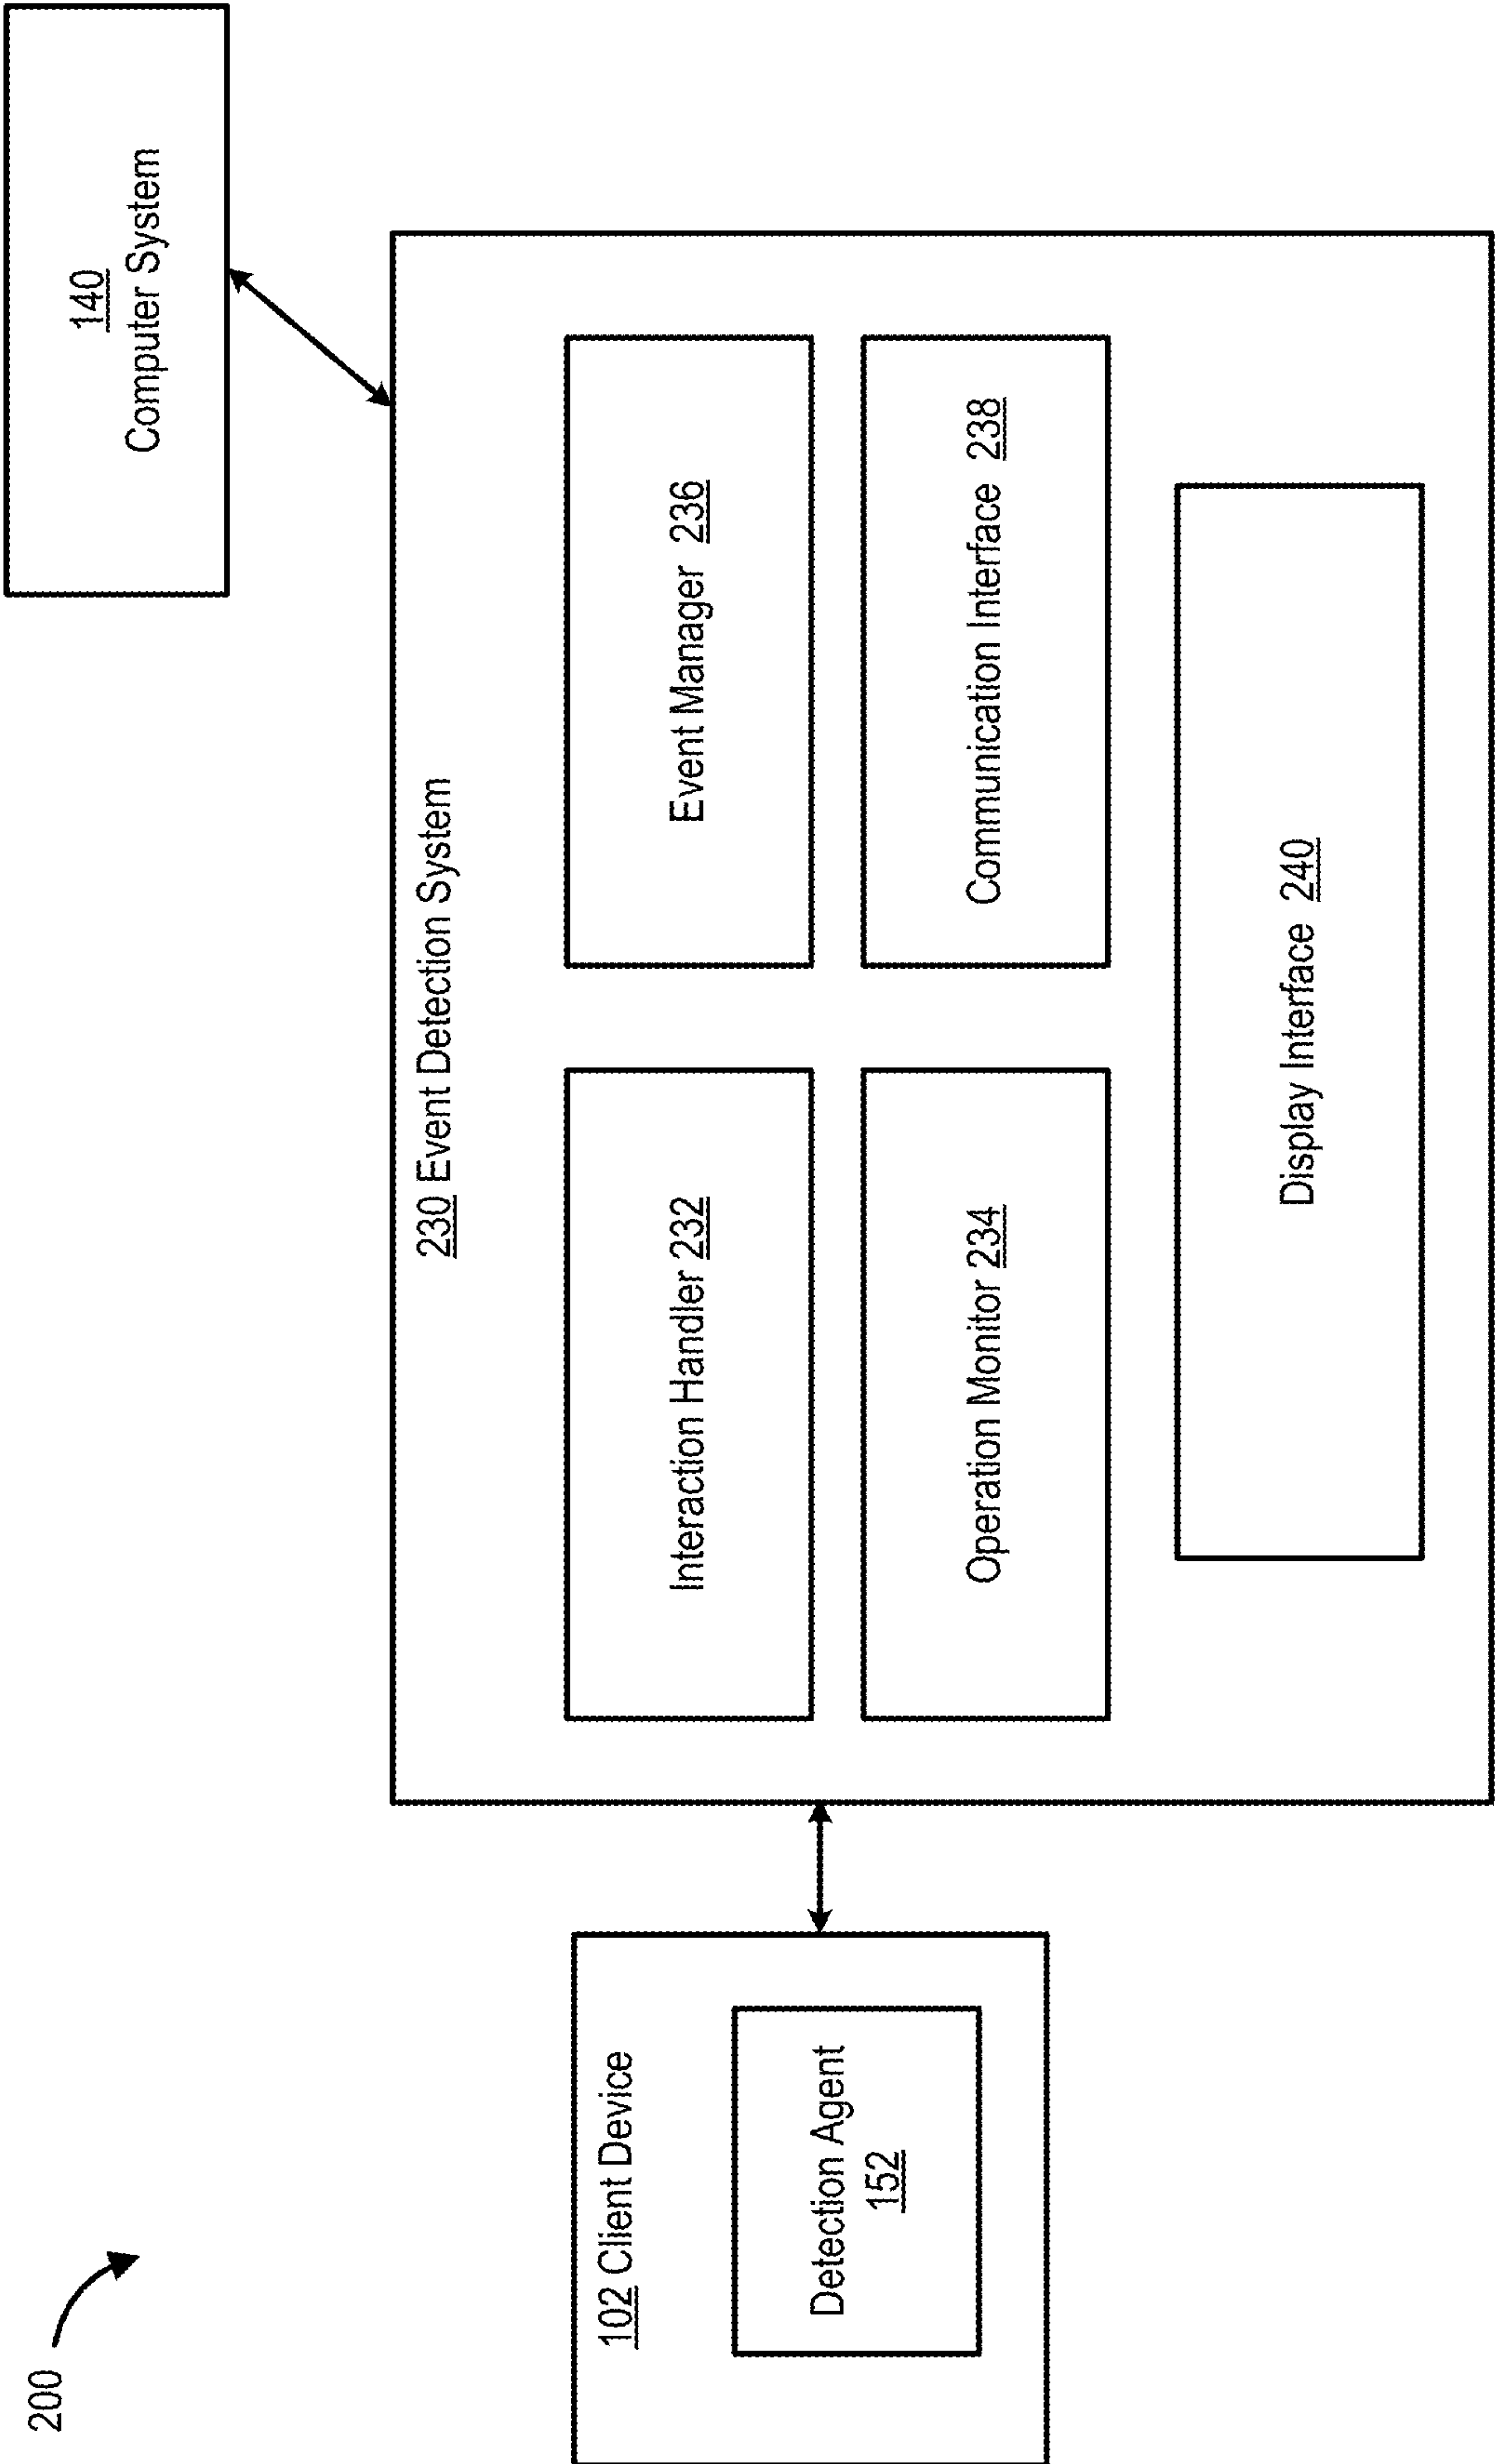 200
140
Computer System
230 Event Detection System
Interaction Handler 232
Event Manager 236
Operation Monitor 234
Communication Interface 238
Display Interface 240
102 Client Device
Detection Agent
152